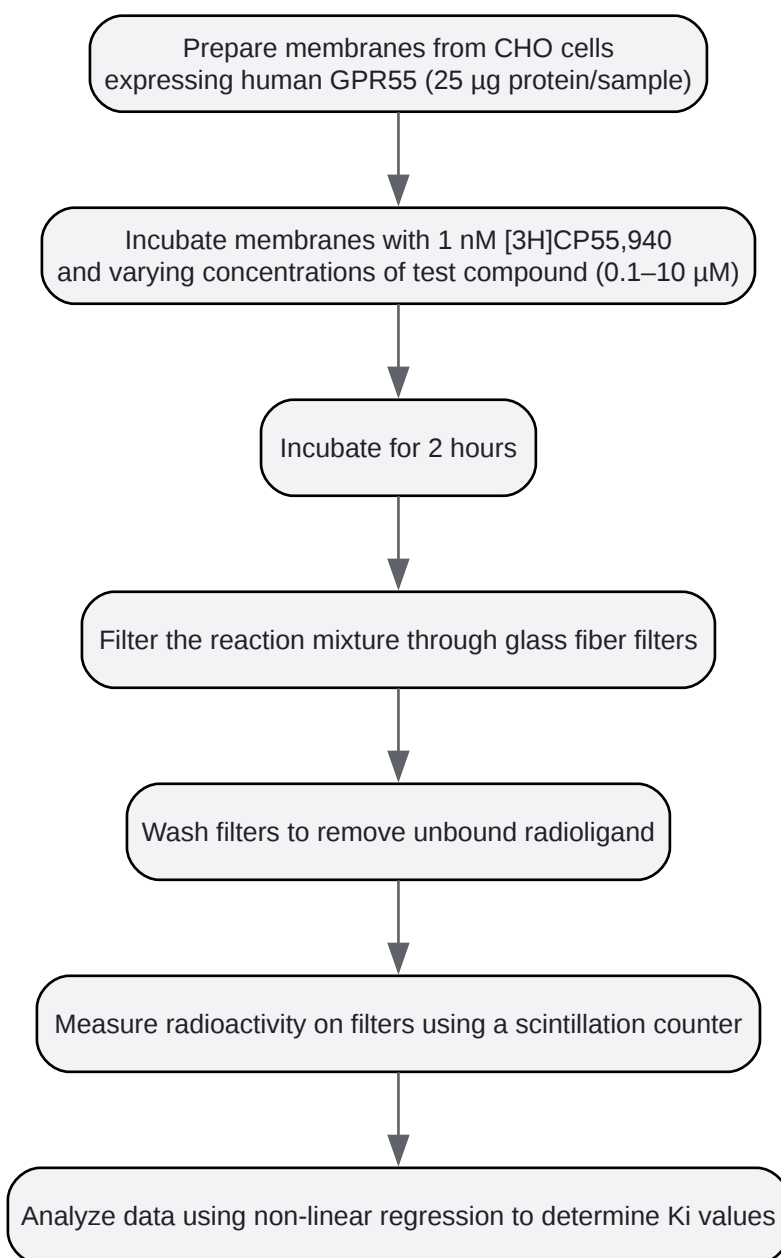 Prepare membranes from CHO cells
expressing human GPR55 (25 µg protein/sample)
Incubate membranes with 1 nM [3H]CP55,940
and varying concentrations of test compound (0.1–10 µM)
Incubate for 2 hours
Filter the reaction mixture through glass fiber filters
Wash filters to remove unbound radioligand
Measure radioactivity on filters using a scintillation counter
Analyze data using non-linear regression to determine Ki values